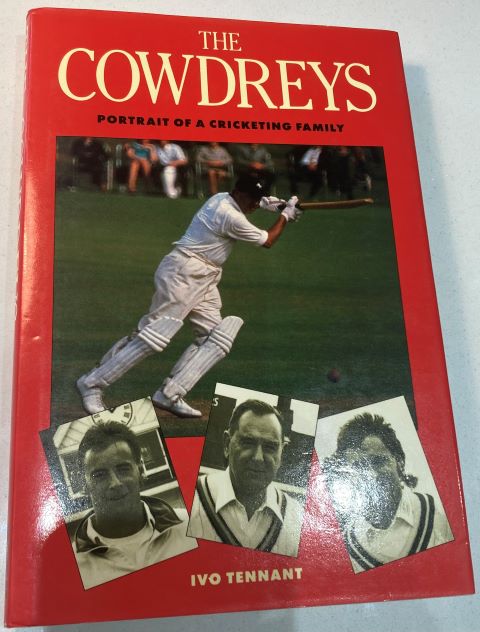 THE
COWDREYS
PORTRAIT OF A CRICKETING FAMILY
IVO TENNANT